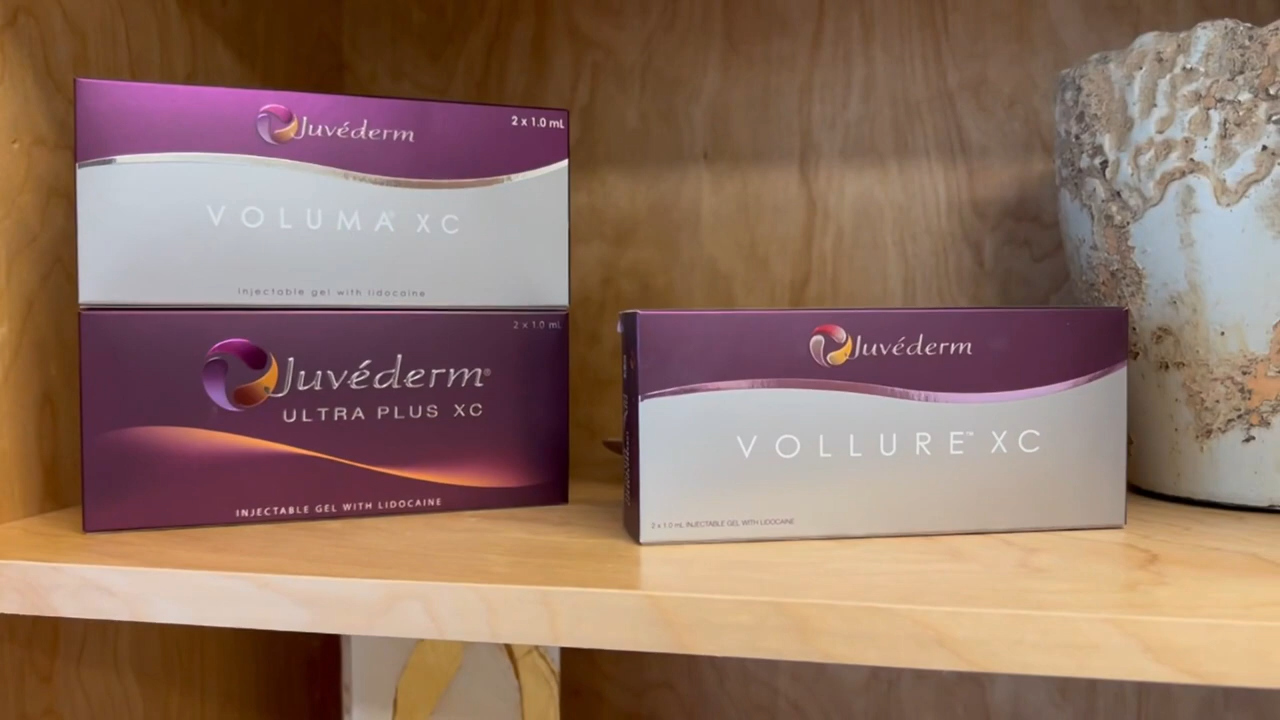 Juvéderm
2 x 1.0 mL
VOLUMA® XC
Injectable gel with lidocaine
2 x 1.0 mL
Juvéderm®
ULTRA PLUS XC
INJECTABLE GEL WITH LIDOCAINE
Juvéderm
VOLLURE™ XC
2 x 1.0 mL INJECTABLE GEL WITH LIDOCAINE